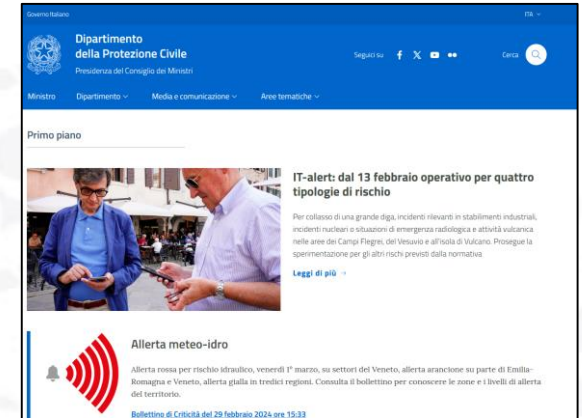 Governo Italiano
ITA
Dipartimento
della Protezione Civile
Presidenza del Consiglio dei Ministri
Seguici su
Cerca
Ministro Dipartimento Media e comunicazione Aree tematiche
Primo piano
IT-alert: dal 13 febbraio operativo per quattro
tipologie di rischio
Per collasso di una grande diga, incidenti rilevanti in stabilimenti industriali,
incidenti nucleari o situazioni di emergenza radiologica e attività vulcanica
nelle aree dei Campi Flegrei, del Vesuvio e all'isola di Vulcano. Prosegue la
sperimentazione per gli altri rischi previsti dalla normativa
Leggi di più →
Allerta meteo-idro
Allerta rossa per rischio idraulico, venerdì 1° marzo, su settori del Veneto, allerta arancione su parte di Emilia-
Romagna e Veneto, allerta gialla in tredici regioni. Consulta il bollettino per conoscere le zone e i livelli di allerta
del territorio.
Bollettino di Criticità del 29 febbraio 2024 ore 15:33